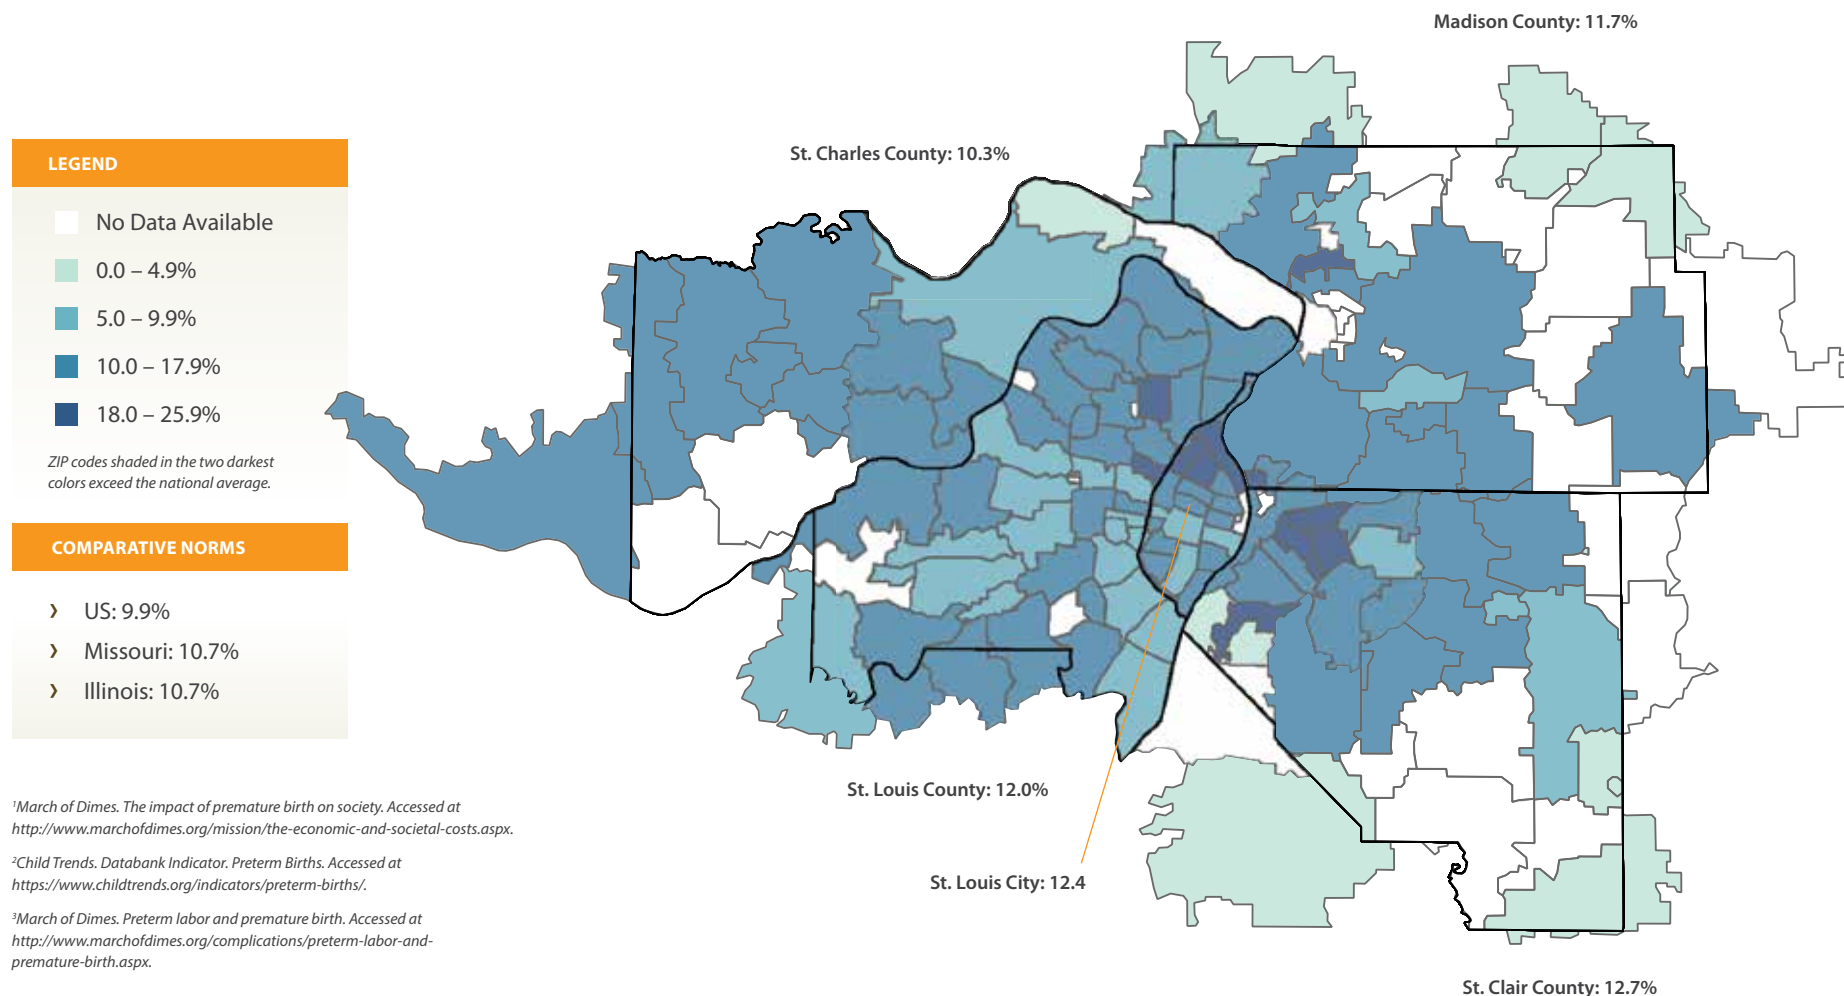 Madison County: 11.7%
St. Charles County: 10.3%
LEGEND
No Data Available
0.0 – 4.9%
5.0 – 9.9%
10.0 – 17.9%
18.0 – 25.9%
ZIP codes shaded in the two darkest
colors exceed the national average.
COMPARATIVE NORMS
› US: 9.9%
› Missouri: 10.7%
› Illinois: 10.7%
St. Louis County: 12.0%
St. Louis City: 12.4
St. Clair County: 12.7%
¹March of Dimes. The impact of premature birth on society. Accessed at
http://www.marchofdimes.org/mission/the-economic-and-societal-costs.aspx.
²Child Trends. Databank Indicator. Preterm Births. Accessed at
https://www.childtrends.org/indicators/preterm-births/.
³March of Dimes. Preterm labor and premature birth. Accessed at
http://www.marchofdimes.org/complications/preterm-labor-and-
premature-birth.aspx.